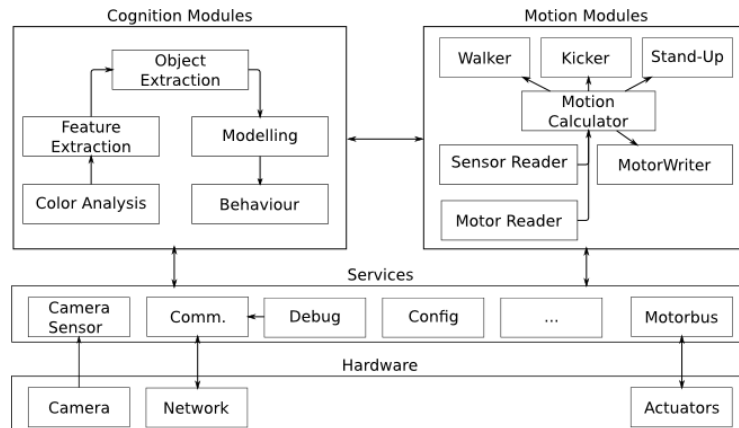 Cognition Modules
Object
Extraction
Feature
Extraction
Modelling
Color Analysis
Behaviour
Motion Modules
Walker
Kicker
Stand-Up
Motion
Calculator
Sensor Reader
MotorWriter
Motor Reader
Services
Camera
Sensor
Comm.
Debug
Config
...
Motorbus
Hardware
Camera
Network
Actuators